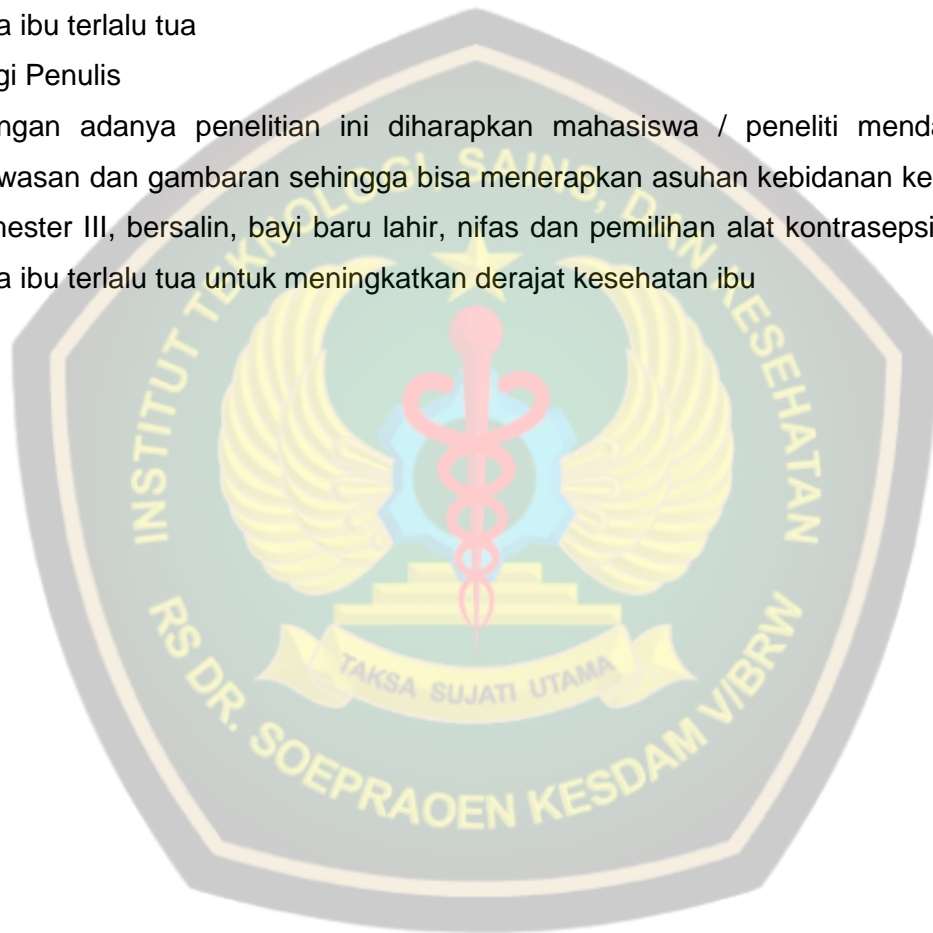 a ibu terlalu tua
gi Penulis
ngan adanya penelitian ini diharapkan mahasiswa / peneliti menda
wasan dan gambaran sehingga bisa menerapkan asuhan kebidanan ke
nester III, bersalin, bayi baru lahir, nifas dan pemilihan alat kontrasepsi
a ibu terlalu tua untuk meningkatkan derajat kesehatan ibu
INSTITUT TEKNOLOGI, SAINS, DAN KESEHATAN
TAKSA SUJATI UTAMA
RS DR. SOEPRAOEN KESDAM V/BRW